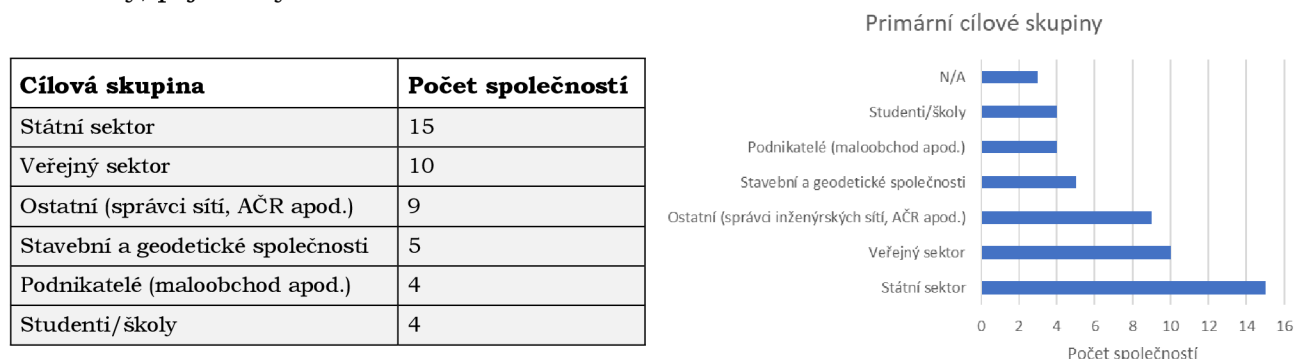 Cílová skupina Počet společností
Státní sektor 15
Veřejný sektor 10
Ostatní (správci sítí, AČR apod.) 9
Stavební a geodetické společnosti 5
Podnikatelé (maloobchod apod.) 4
Studenti/školy 4
Primární cílové skupiny
N/A
Studenti/školy
Podnikatelé (maloobchod apod.)
Stavební a geodetické společnosti
Ostatní (správci inženýrských sítí, AČR apod.)
Veřejný sektor
Státní sektor
0 2 4 6 8 10 12 14 16
Počet společností